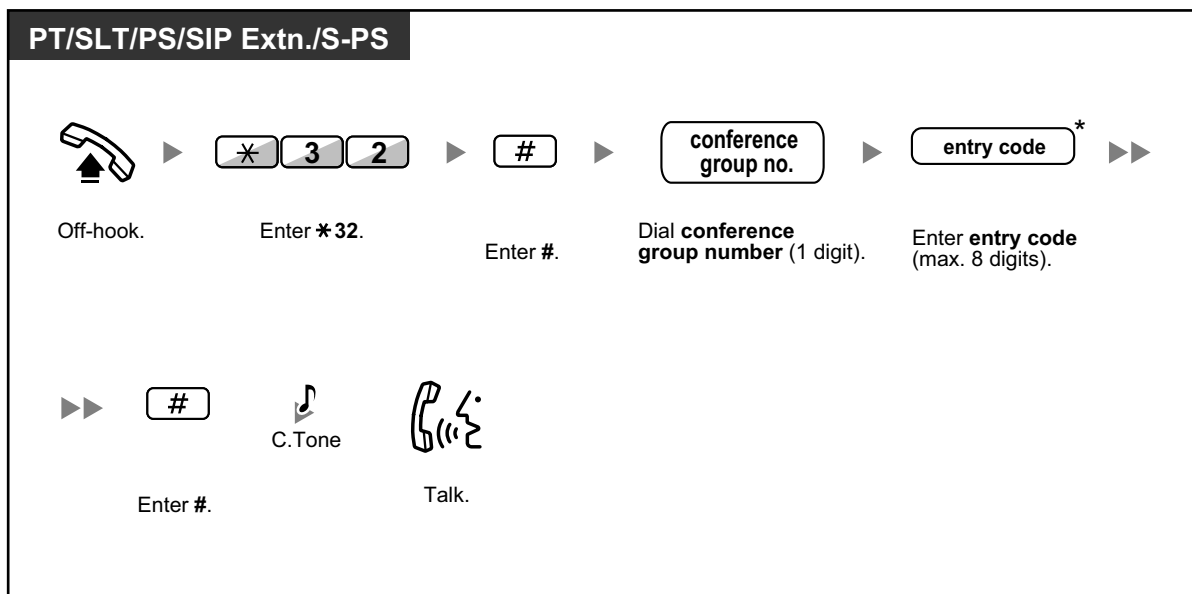 PT/SLT/PS/SIP Extn./S-PS
* 3 2
#
conference
group no.
entry code
*
Off-hook.
Enter *32.
Enter #.
Dial conference
group number (1 digit).
Enter entry code
(max. 8 digits).
#
C.Tone
Enter #.
Talk.